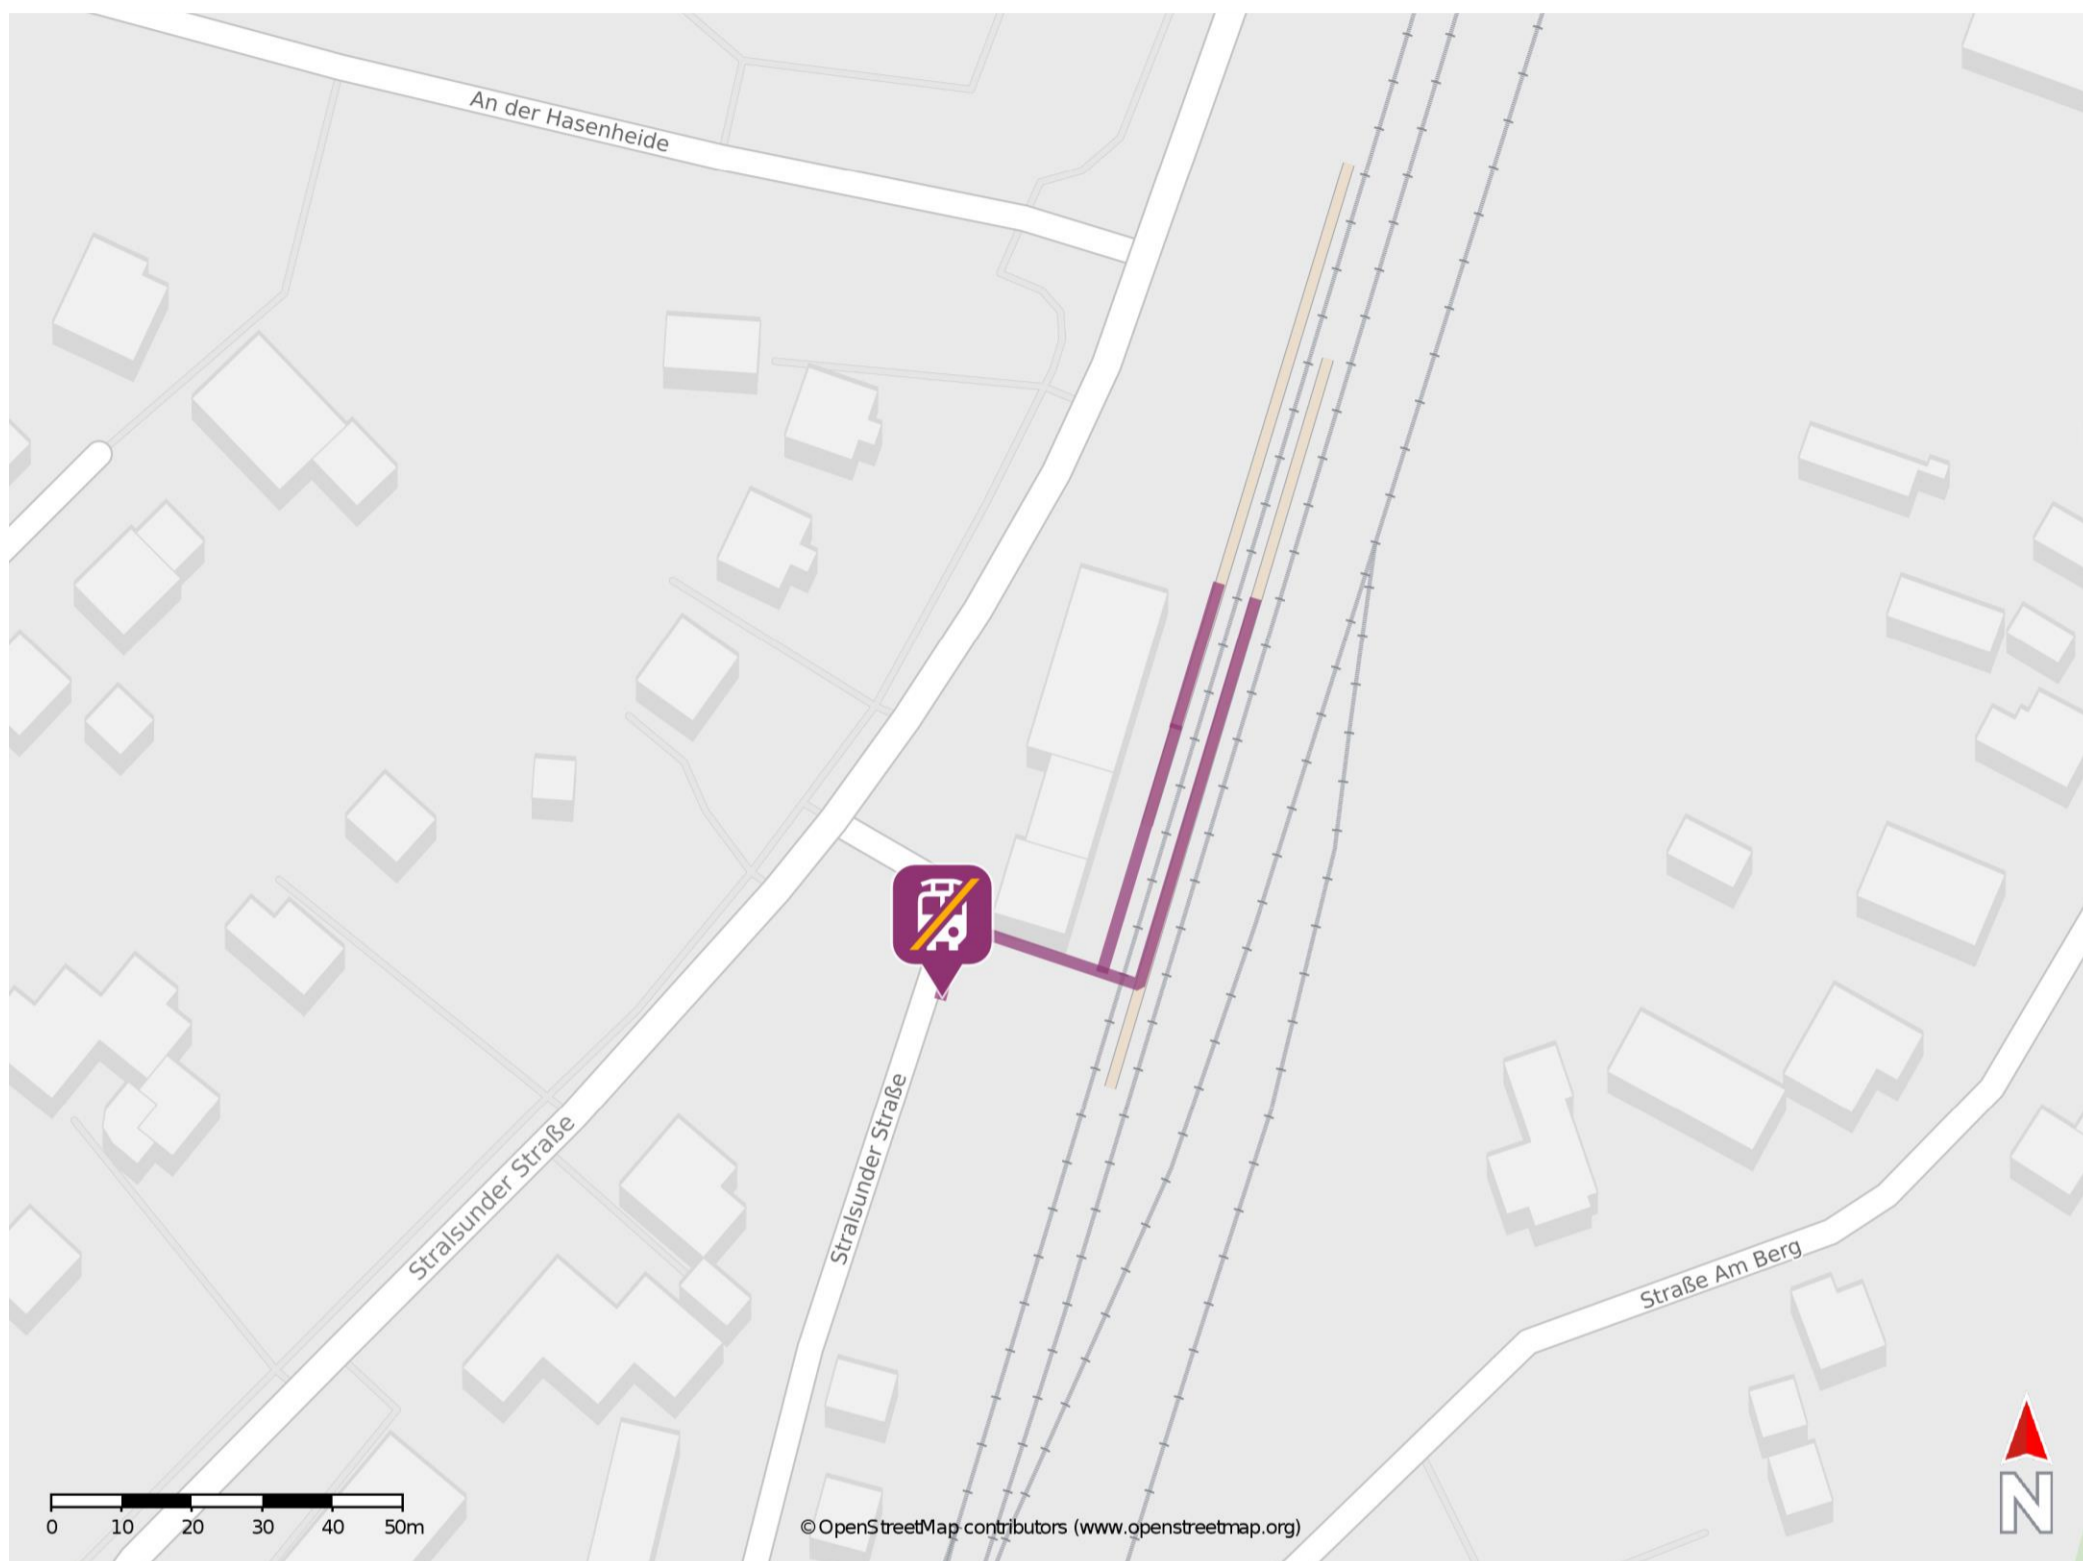 An der Hasenheide
Stralsunder Straße
Stralsunder Straße
Straße Am Berg
0 10 20 30 40 50m
© OpenStreetMap contributors (www.openstreetmap.org)
N